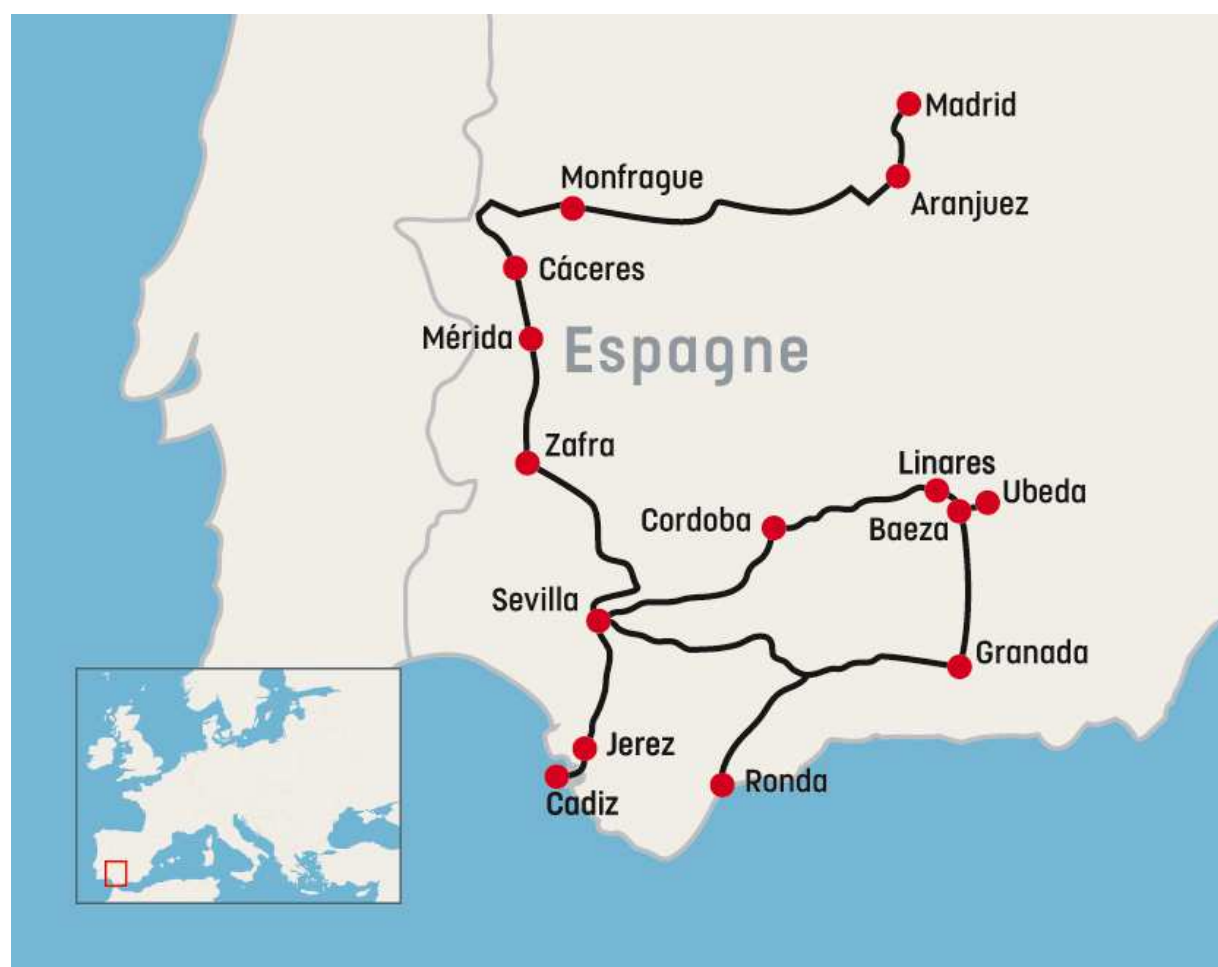 Madrid
Monfrague
Aranjuez
Cáceres
Mérida
Espagne
Zafra
Linares
Ubeda
Cordoba
Baeza
Sevilla
Granada
Jerez
Ronda
Cadiz